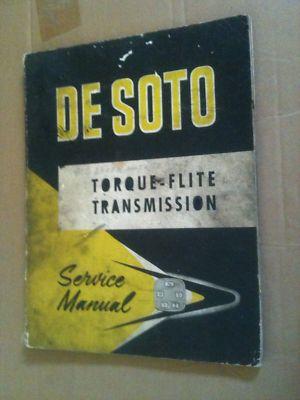 DE SOTO
TORQUE-FLITE
TRANSMISSION
Service
Manual